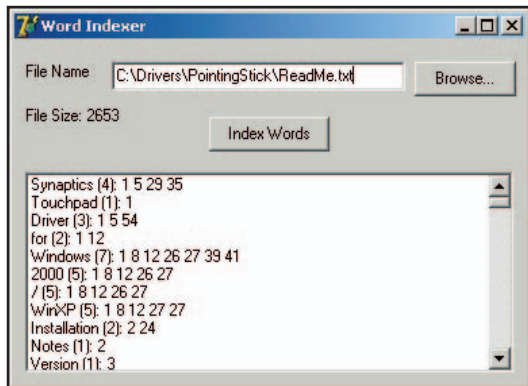 Word Indexer
File Name
C:\Drivers\PointingStick\ReadMe.txt
Browse...
File Size: 2653
Index Words
Synaptics (4): 1 5 29 35
Touchpad (1): 1
Driver (3): 1 5 54
for (2): 1 12
Windows (7): 1 8 12 26 27 39 41
2000 (5): 1 8 12 26 27
/ (5): 1 8 12 26 27
WinXP (5): 1 8 12 27 27
Installation (2): 2 24
Notes (1): 2
Version (1): 3